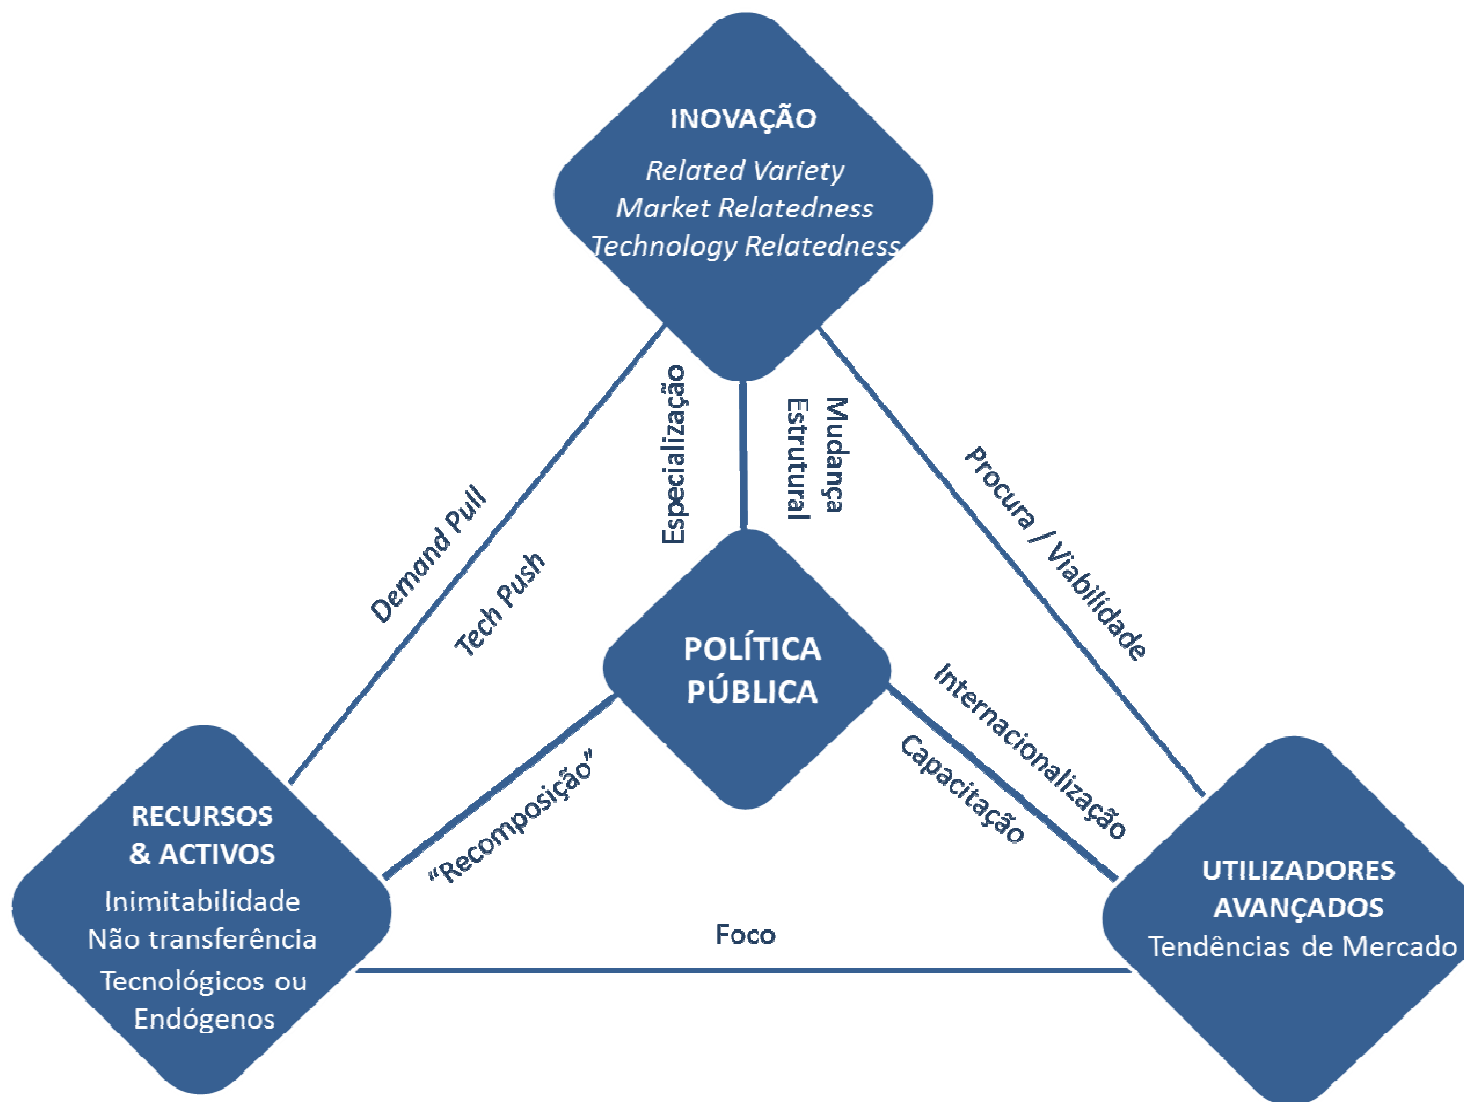 INOVAÇÃO
Related Variety
Market Relatedness
Technology Relatedness
Especialização
Mudança
Estrutural
Demand Pull
Tech Push
Procura / Viabilidade
POLÍTICA
PÚBLICA
Internacionalização
Capacitação
“Recomposição”
RECURSOS
& ACTIVOS
Inimitabilidade
Não transferência
Tecnológicos ou
Endógenos
Foco
UTILIZADORES
AVANÇADOS
Tendências de Mercado